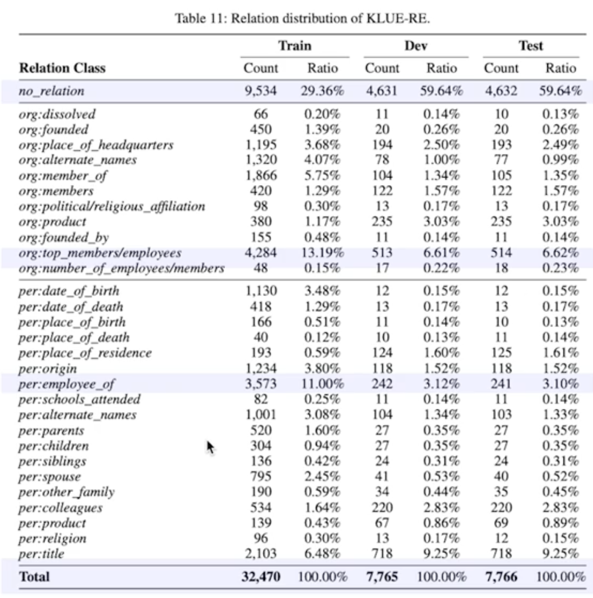 Table 11: Relation distribution of KLUE-RE.
Train Dev Test
Relation Class Count Ratio Count Ratio Count Ratio
no_relation 9,534 29.36% 4,631 59.64% 4,632 59.64%
org:dissolved 66 0.20% 11 0.14% 10 0.13%
org:founded 450 1.39% 20 0.26% 20 0.26%
org:place_of_headquarters 1,195 3.68% 194 2.50% 193 2.49%
org:alternate_names 1,320 4.07% 78 1.00% 77 0.99%
org:member_of 1,866 5.75% 104 1.34% 105 1.35%
org:members 420 1.29% 122 1.57% 122 1.57%
org:political/religious_affiliation 98 0.30% 13 0.17% 13 0.17%
org:product 380 1.17% 235 3.03% 235 3.03%
org:founded_by 155 0.48% 11 0.14% 11 0.14%
org:top_members/employees 4,284 13.19% 513 6.61% 514 6.62%
org:number_of_employees/members 48 0.15% 17 0.22% 18 0.23%
per:date_of_birth 1,130 3.48% 12 0.15% 12 0.15%
per:date_of_death 418 1.29% 13 0.17% 13 0.17%
per:place_of_birth 166 0.51% 11 0.14% 10 0.13%
per:place_of_death 40 0.12% 10 0.13% 11 0.14%
per:place_of_residence 193 0.59% 124 1.60% 125 1.61%
per:origin 1,234 3.80% 118 1.52% 118 1.52%
per:employee_of 3,573 11.00% 242 3.12% 241 3.10%
per:schools_attended 82 0.25% 11 0.14% 11 0.14%
per:alternate_names 1,001 3.08% 104 1.34% 103 1.33%
per:parents 520 1.60% 27 0.35% 27 0.35%
per:children 304 0.94% 27 0.35% 27 0.35%
per:siblings 136 0.42% 24 0.31% 24 0.31%
per:spouse 795 2.45% 41 0.53% 40 0.52%
per:other_family 190 0.59% 34 0.44% 35 0.45%
per:colleagues 534 1.64% 220 2.83% 220 2.83%
per:product 139 0.43% 67 0.86% 69 0.89%
per:religion 96 0.30% 13 0.17% 12 0.15%
per:title 2,103 6.48% 718 9.25% 718 9.25%
Total 32,470 100.00% 7,765 100.00% 7,766 100.00%